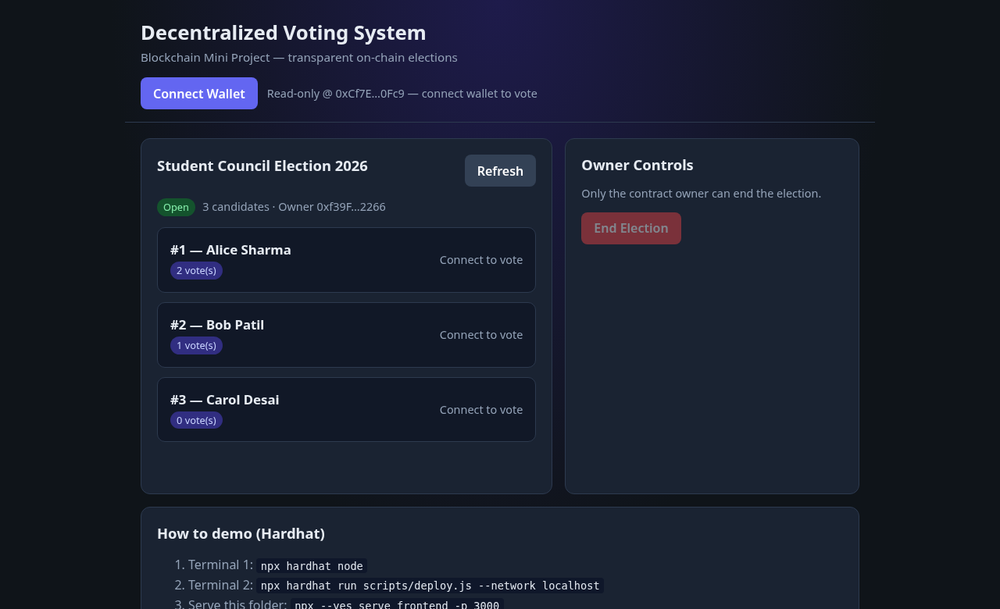 Decentralized Voting System
Blockchain Mini Project — transparent on-chain elections
Connect Wallet
Read-only @ 0xCf7E…0Fc9 — connect wallet to vote
Student Council Election 2026
Refresh
Open
3 candidates · Owner 0xf39F…2266
#1 — Alice Sharma
2 vote(s)
Connect to vote
#2 — Bob Patil
1 vote(s)
Connect to vote
#3 — Carol Desai
0 vote(s)
Connect to vote
Owner Controls
Only the contract owner can end the election.
End Election
How to demo (Hardhat)
1. Terminal 1: npx hardhat node
2. Terminal 2: npx hardhat run scripts/deploy.js --network localhost
3. Serve this folder: npx --yes serve frontend -p 3000